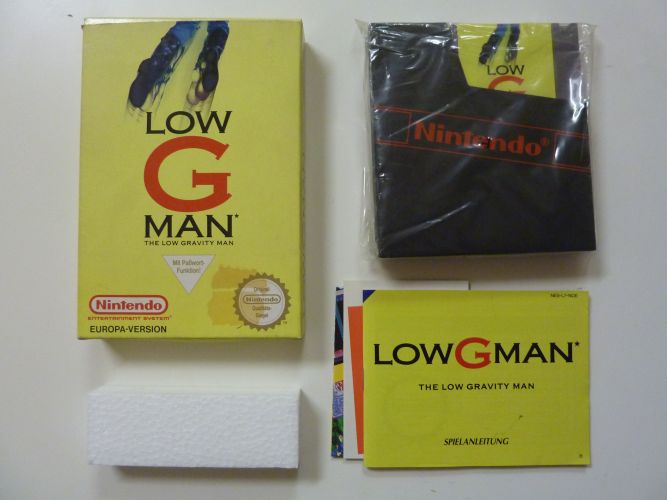 LOW
G
MAN*
THE LOW GRAVITY MAN
Mit Paßwort-
Funktion!
Original
Nintendo
Qualitäts-
Siegel
Nintendo
ENTERTAINMENT SYSTEM
EUROPA-VERSION
LOW
G
Nintendo®
NES-LY-NOE
LOWGMAN*
THE LOW GRAVITY MAN
SPIELANLEITUNG